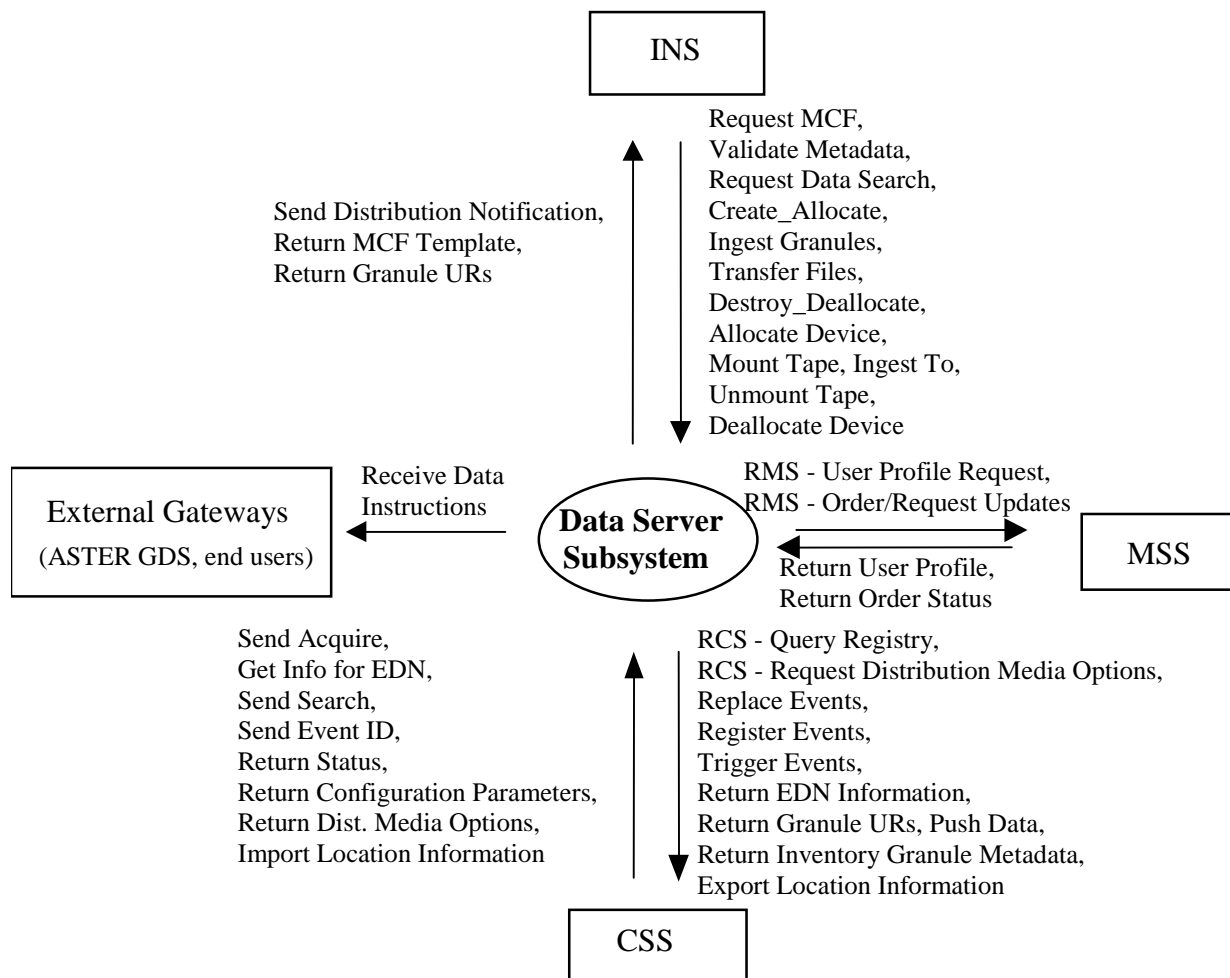 INS
Request MCF,
Validate Metadata,
Request Data Search,
Create_Allocate,
Ingest Granules,
Transfer Files,
Destroy_Deallocate,
Allocate Device,
Mount Tape, Ingest To,
Unmount Tape,
Deallocate Device
Send Distribution Notification,
Return MCF Template,
Return Granule URs
Receive Data
Instructions
External Gateways
(ASTER GDS, end users)
Data Server
Subsystem
RMS - User Profile Request,
RMS - Order/Request Updates
Return User Profile,
Return Order Status
MSS
Send Acquire,
Get Info for EDN,
Send Search,
Send Event ID,
Return Status,
Return Configuration Parameters,
Return Dist. Media Options,
Import Location Information
RCS - Query Registry,
RCS - Request Distribution Media Options,
Replace Events,
Register Events,
Trigger Events,
Return EDN Information,
Return Granule URs, Push Data,
Return Inventory Granule Metadata,
Export Location Information
CSS